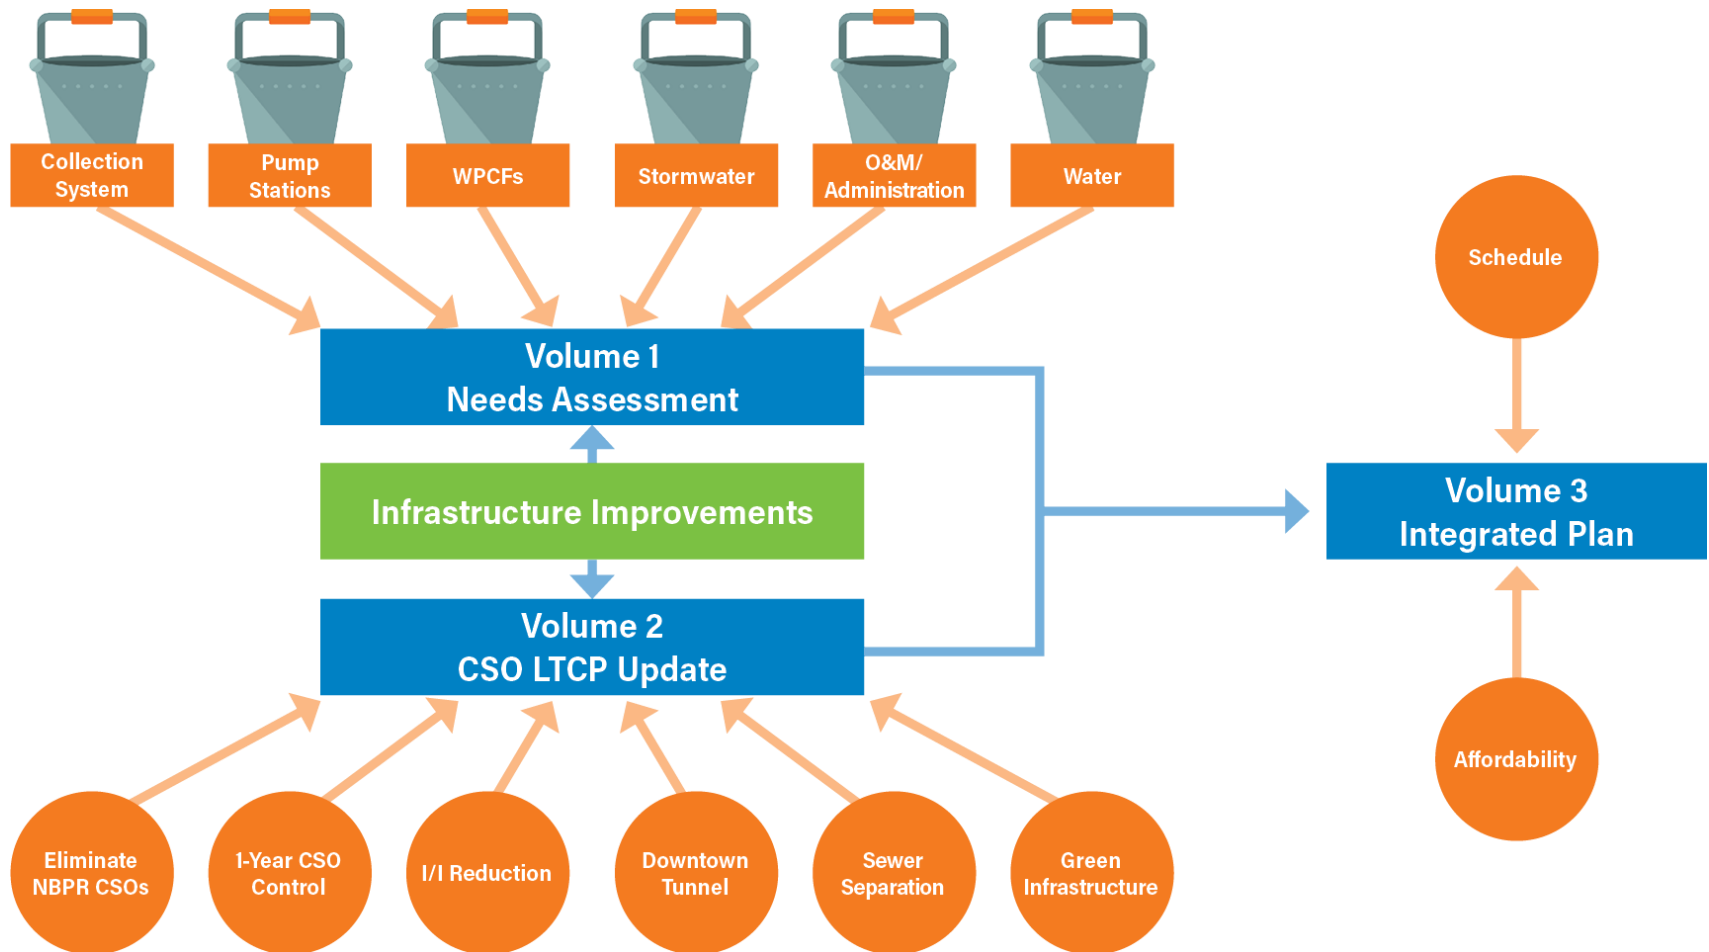 Collection
System
Pump
Stations
WPCFs
Stormwater
O&M/
Administration
Water
Schedule
Volume 1
Needs Assessment
Infrastructure Improvements
Volume 3
Integrated Plan
Volume 2
CSO LTCP Update
Affordability
Eliminate
NBPR CSOs
1-Year CSO
Control
I/I Reduction
Downtown
Tunnel
Sewer
Separation
Green
Infrastructure